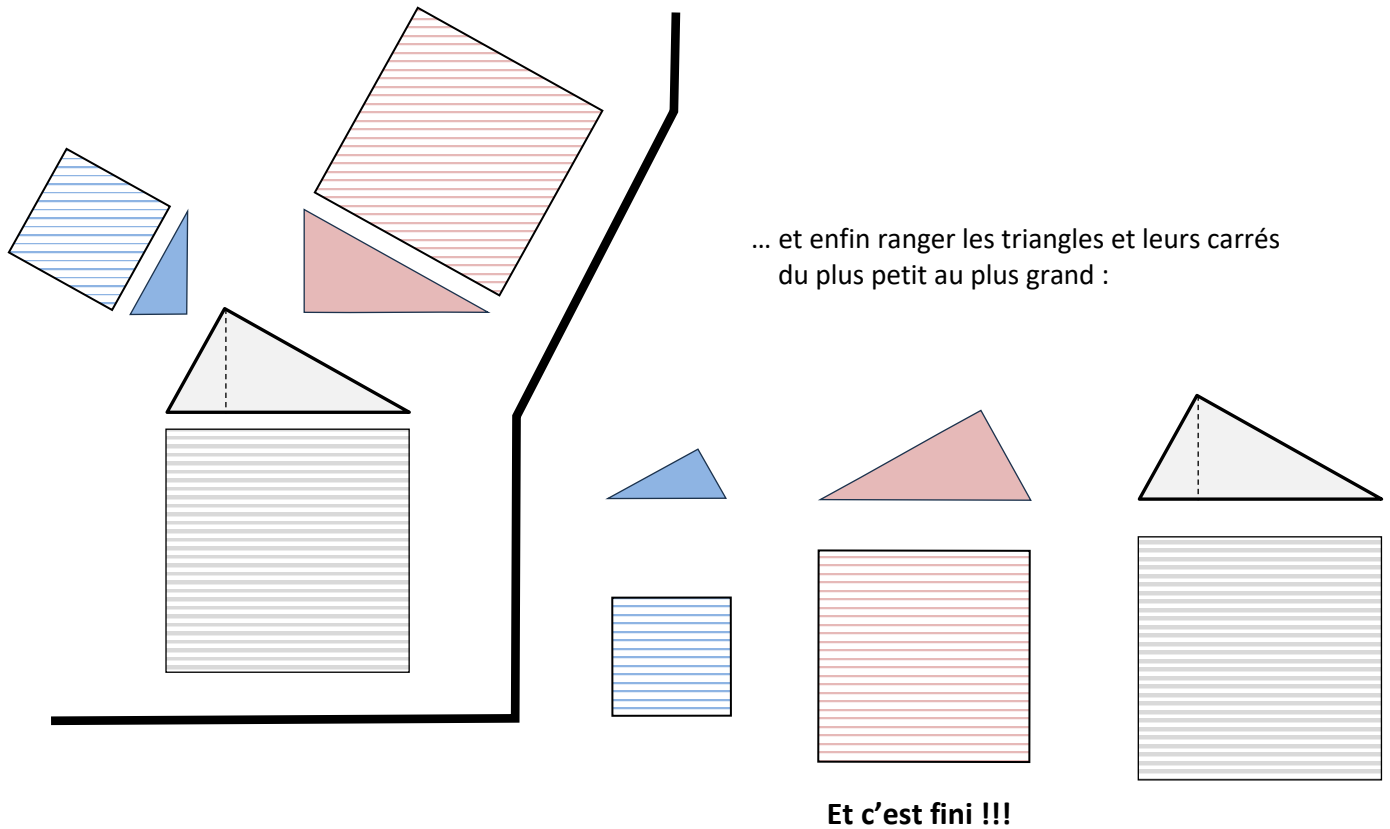 … et enfin ranger les triangles et leurs carrés
du plus petit au plus grand :
Et c’est fini !!!